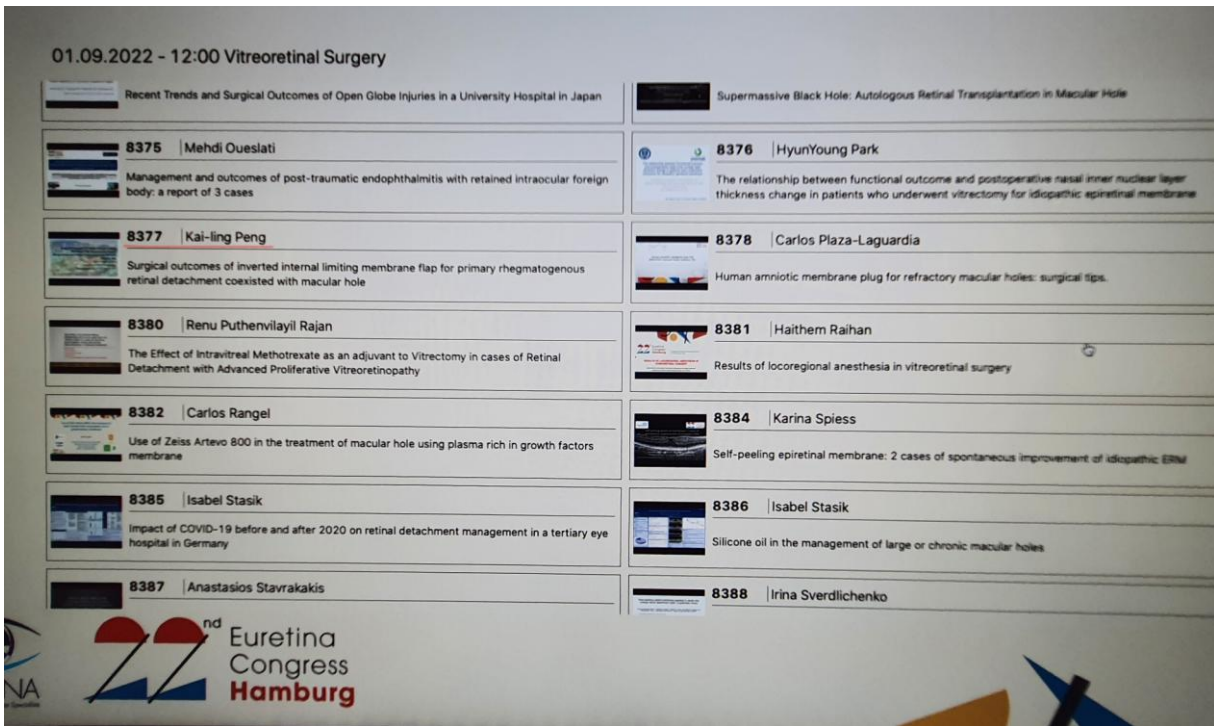 01.09.2022 - 12:00 Vitreoretinal Surgery
Recent Trends and Surgical Outcomes of Open Globe Injuries in a University Hospital in Japan
Supermassive Black Hole: Autologous Retinal Transplantation in Macular Hole
8375 Mehdi Oueslati
Management and outcomes of post-traumatic endophthalmitis with retained intraocular foreign
body: a report of 3 cases
8376 HyunYoung Park
The relationship between functional outcome and postoperative nasal inner nuclear layer
thickness change in patients who underwent vitrectomy for idiopathic epiretinal membrane
8377 Kai-ling Peng
Surgical outcomes of inverted internal limiting membrane flap for primary rhegmatogenous
retinal detachment coexisted with macular hole
8378 Carlos Plaza-Laguardia
Human amniotic membrane plug for refractory macular holes: surgical tips.
8380 Renu Puthenvilayil Rajan
The Effect of Intravitreal Methotrexate as an adjuvant to Vitrectomy in cases of Retinal
Detachment with Advanced Proliferative Vitreoretinopathy
8381 Haithem Raihan
Results of locoregional anesthesia in vitreoretinal surgery
8382 Carlos Rangel
Use of Zeiss Artevo 800 in the treatment of macular hole using plasma rich in growth factors
membrane
8384 Karina Spiess
Self-peeling epiretinal membrane: 2 cases of spontaneous improvement of idiopathic ERM
8385 Isabel Stasik
Impact of COVID-19 before and after 2020 on retinal detachment management in a tertiary eye
hospital in Germany
8386 Isabel Stasik
Silicone oil in the management of large or chronic macular holes
8387 Anastasios Stavrakakis
8388 Irina Sverdlichenko
22nd Euretina
Congress
Hamburg
NA